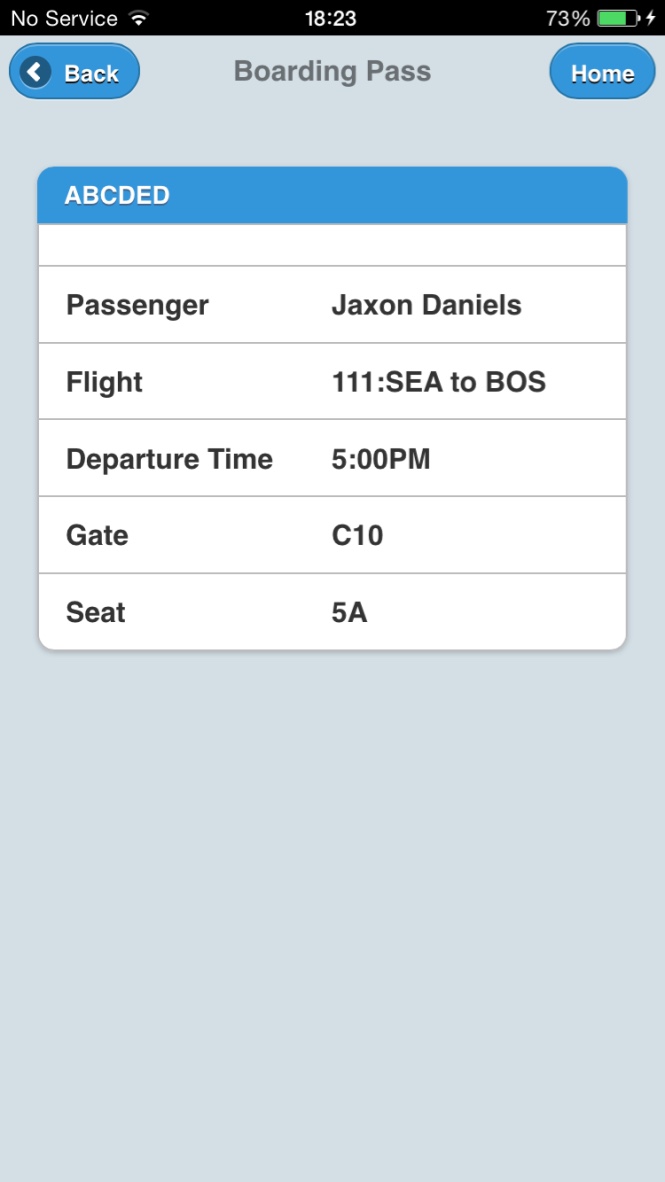 No Service 18:23 73%
Back Boarding Pass Home
ABCDED
Passenger Jaxon Daniels
Flight 111:SEA to BOS
Departure Time 5:00PM
Gate C10
Seat 5A